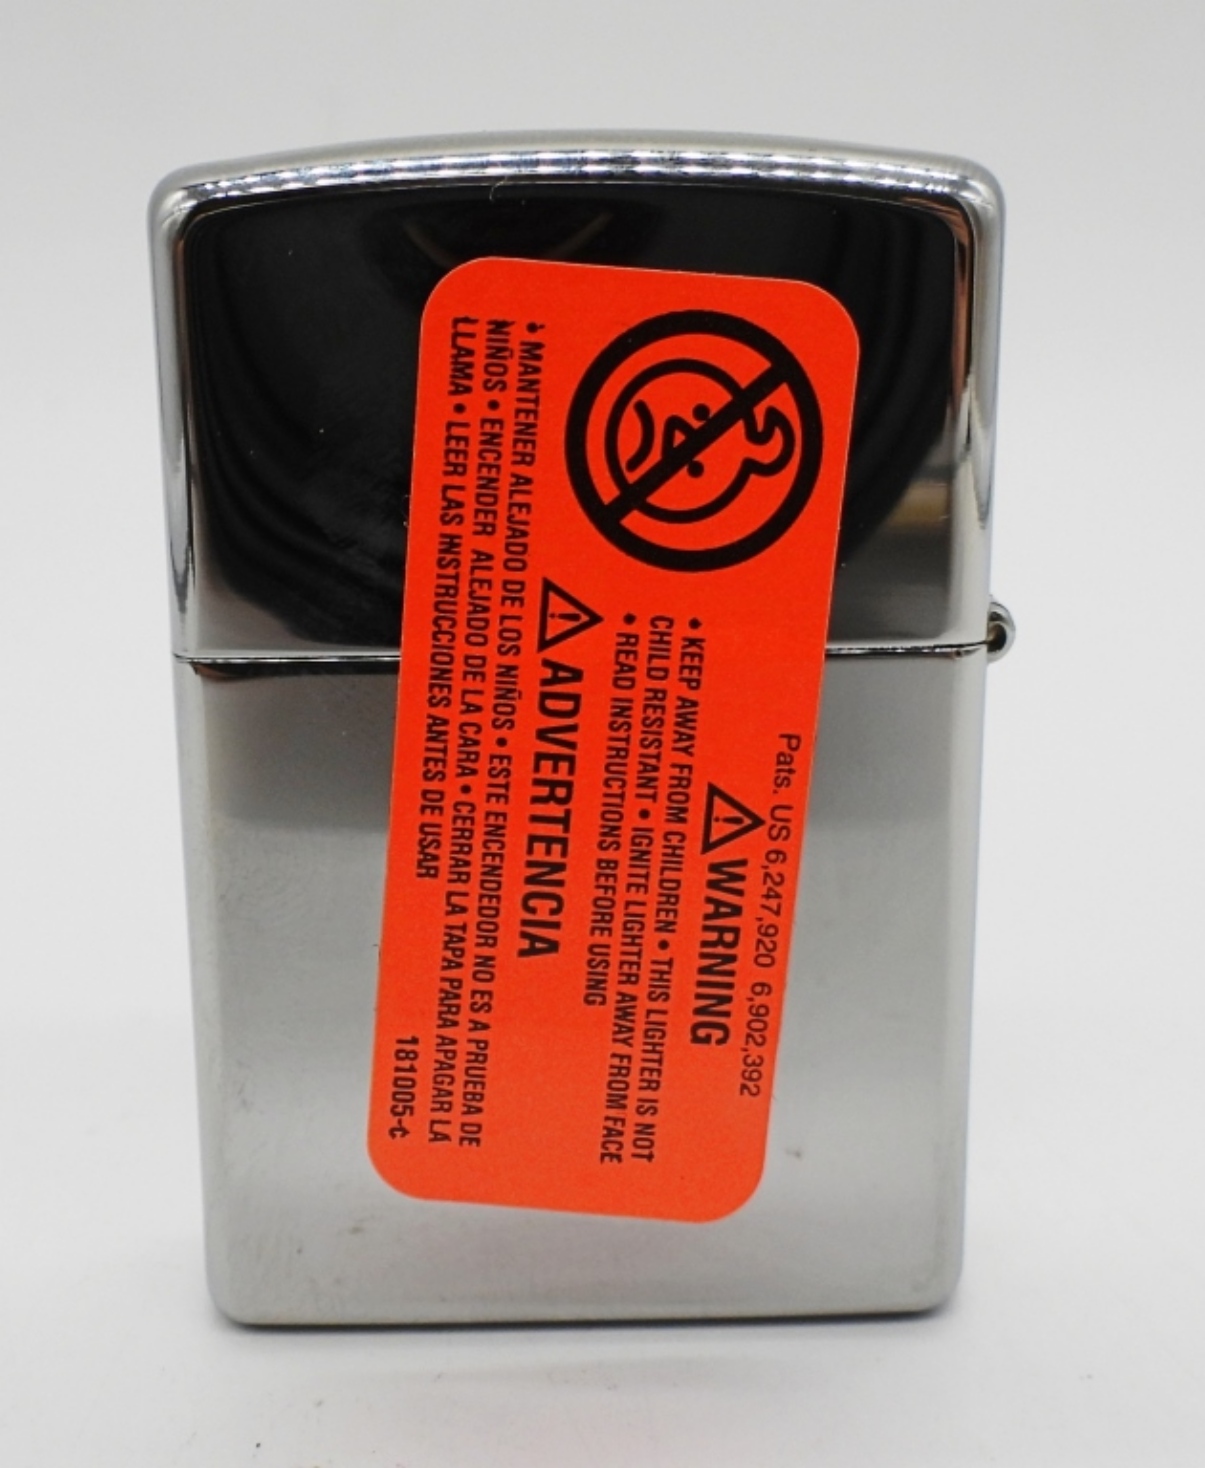 Pats. US 6,247,920 6,902,392
WARNING
• KEEP AWAY FROM CHILDREN • THIS LIGHTER IS NOT
CHILD RESISTANT • IGNITE LIGHTER AWAY FROM FACE
• READ INSTRUCTIONS BEFORE USING
ADVERTENCIA
• MANTENER ALEJADO DE LOS NIÑOS • ESTE ENCENDEDOR NO ES A PRUEBA DE
NIÑOS • ENCENDER ALEJADO DE LA CARA • CERRAR LA TAPA PARA APAGAR LA
LLAMA • LEER LAS INSTRUCCIONES ANTES DE USAR
181005-C